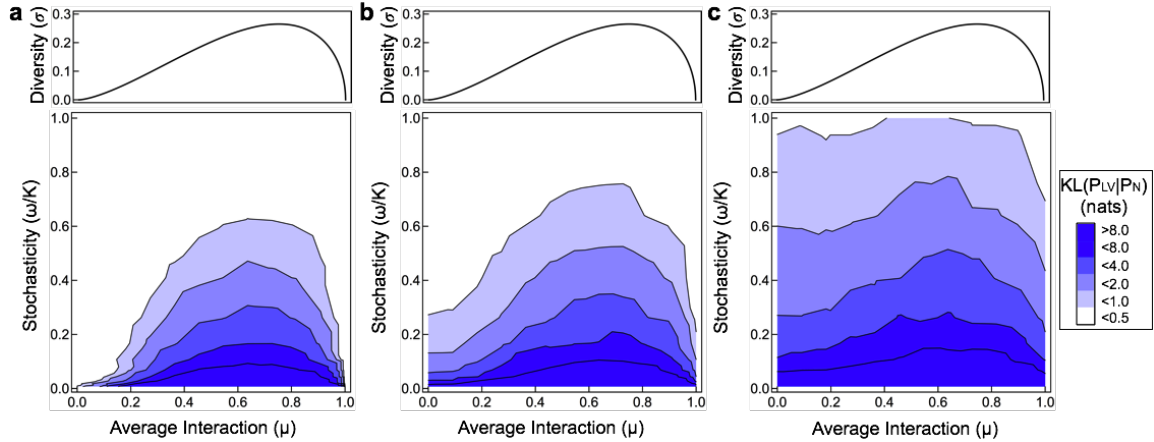 a
Diversity (σ)
0.3
0.2
0.1
0.0
Stochasticity (ω/K)
1.0
0.8
0.6
0.4
0.2
0.0
0.0 0.2 0.4 0.6 0.8 1.0
Average Interaction (μ)
b
Diversity (σ)
0.3
0.2
0.1
0.0
Stochasticity (ω/K)
1.0
0.8
0.6
0.4
0.2
0.0
0.0 0.2 0.4 0.6 0.8 1.0
Average Interaction (μ)
c
Diversity (σ)
0.3
0.2
0.1
0.0
Stochasticity (ω/K)
1.0
0.8
0.6
0.4
0.2
0.0
0.0 0.2 0.4 0.6 0.8 1.0
Average Interaction (μ)
KL(PLV|PN)
(nats)
>8.0
<8.0
<4.0
<2.0
<1.0
<0.5